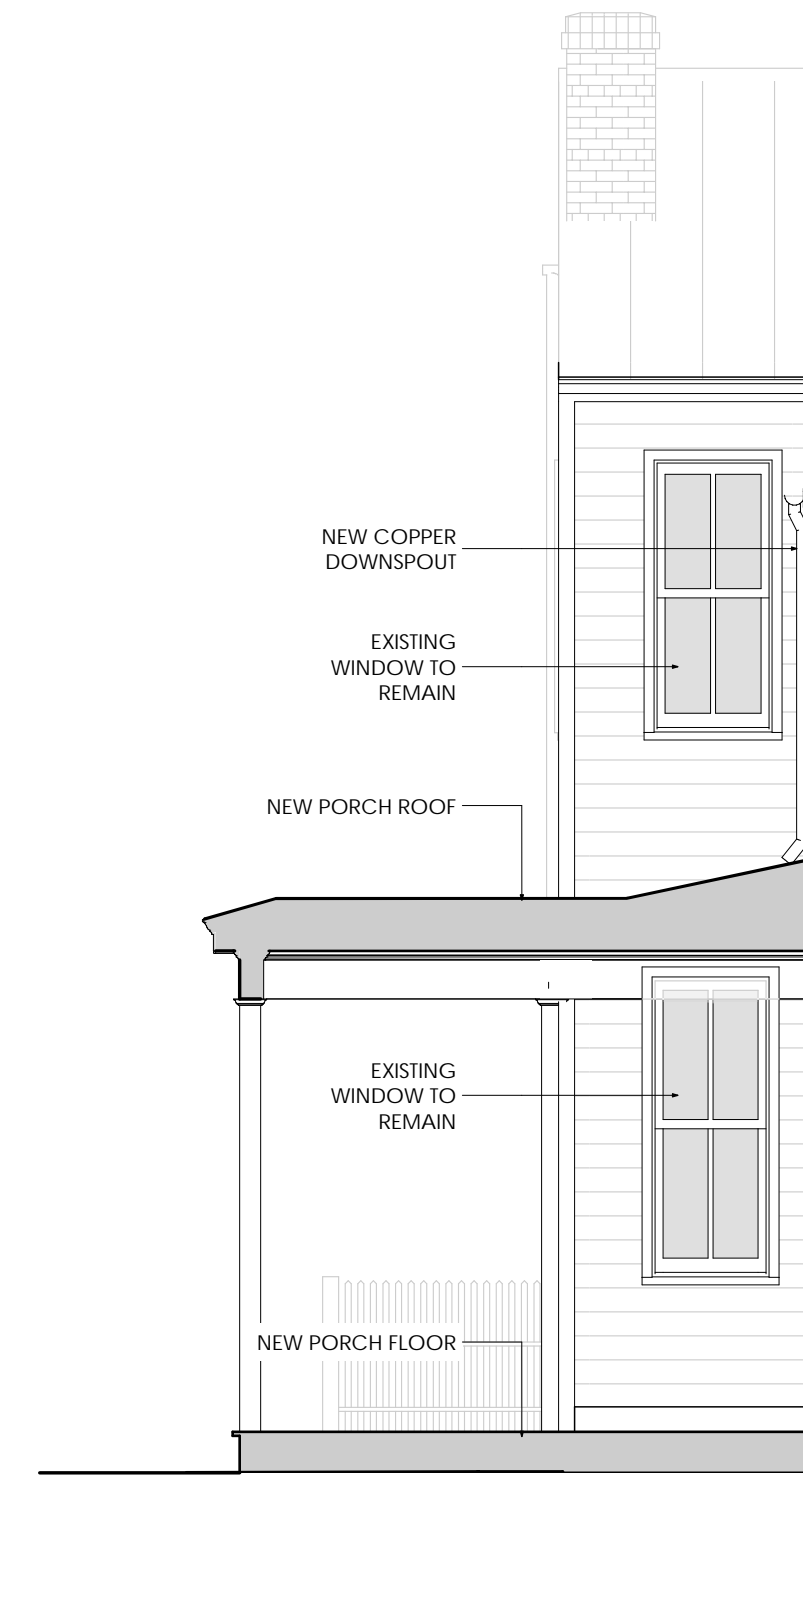 NEW COPPER
DOWNSPOUT
EXISTING
WINDOW TO
REMAIN
NEW PORCH ROOF
EXISTING
WINDOW TO
REMAIN
NEW PORCH FLOOR